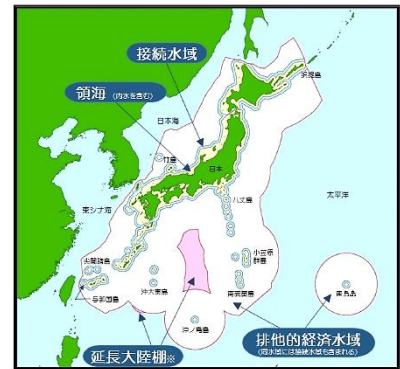 接続水域
領海 (内水を含む)
択捉島
日本海
竹島
日本
東シナ海
八丈島
太平洋
小笠原
群島
尖閣諸島
沖大東島
南硫黄島
南鳥島
与那国島
沖ノ鳥島
排他的経済水域
(同水域には接続水域も含まれる)
延長大陸棚※